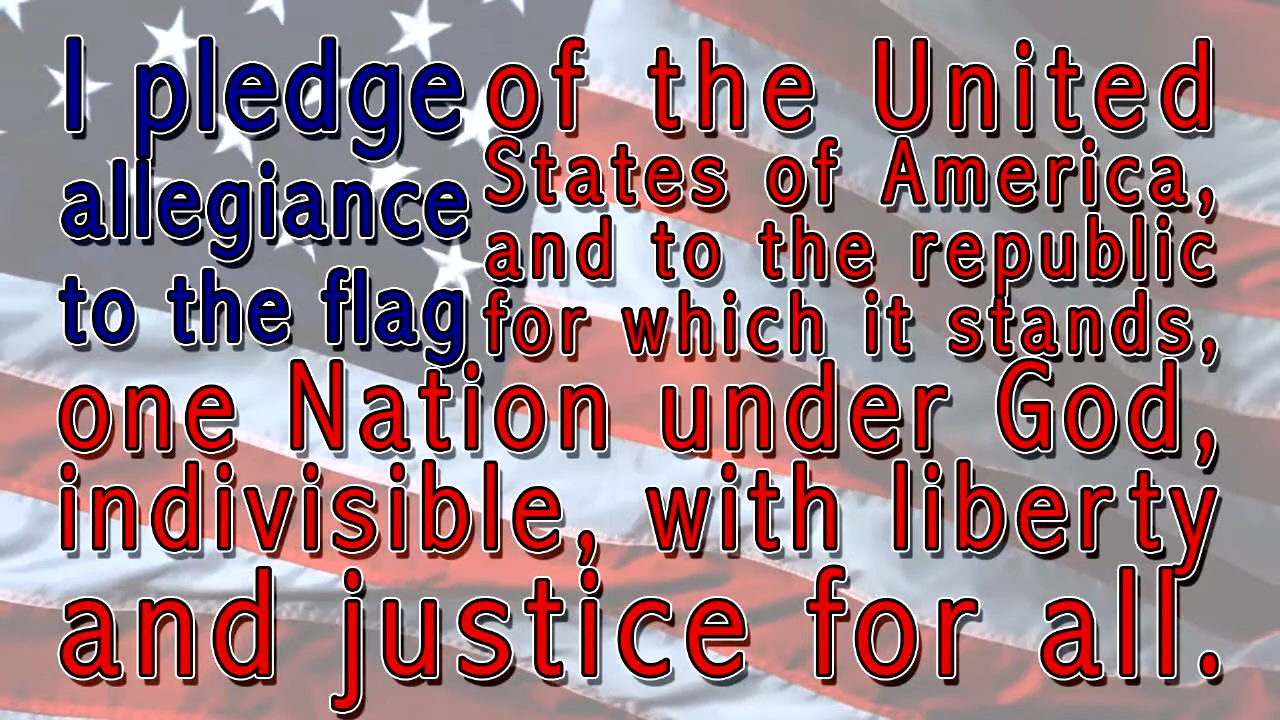 I pledge
allegiance
to the flag
of the United
States of America,
and to the republic
for which it stands,
one Nation under God,
indivisible, with liberty
and justice for all.